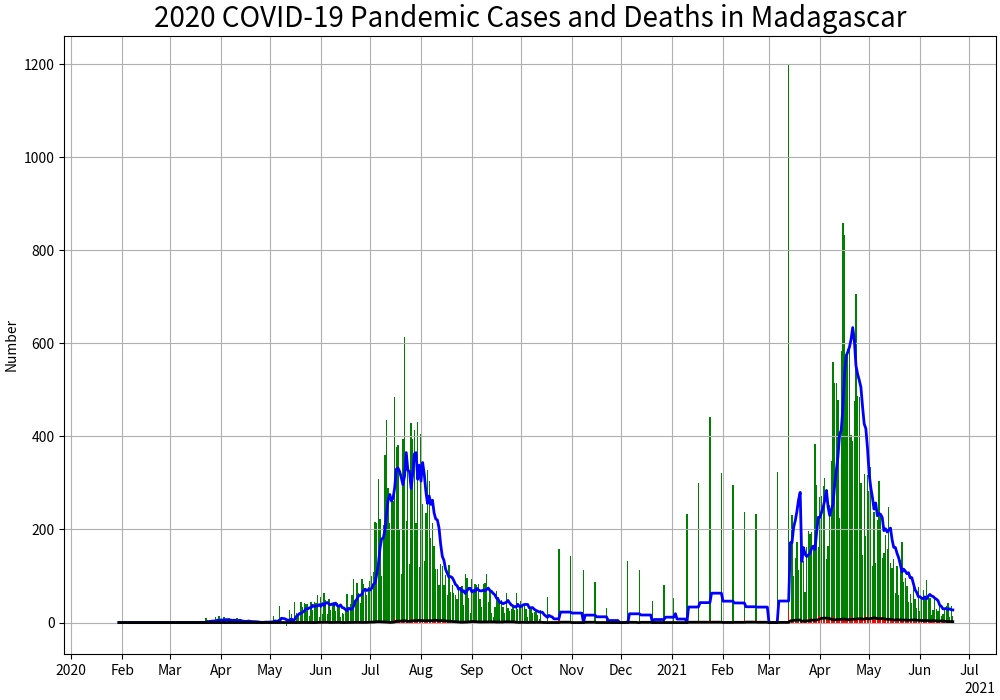 2020 COVID-19 Pandemic Cases and Deaths in Madagascar
1200
1000
800
600
400
200
0
Number
2020 Feb Mar Apr May Jun Jul Aug Sep Oct Nov Dec 2021 Feb Mar Apr May Jun Jul
2021